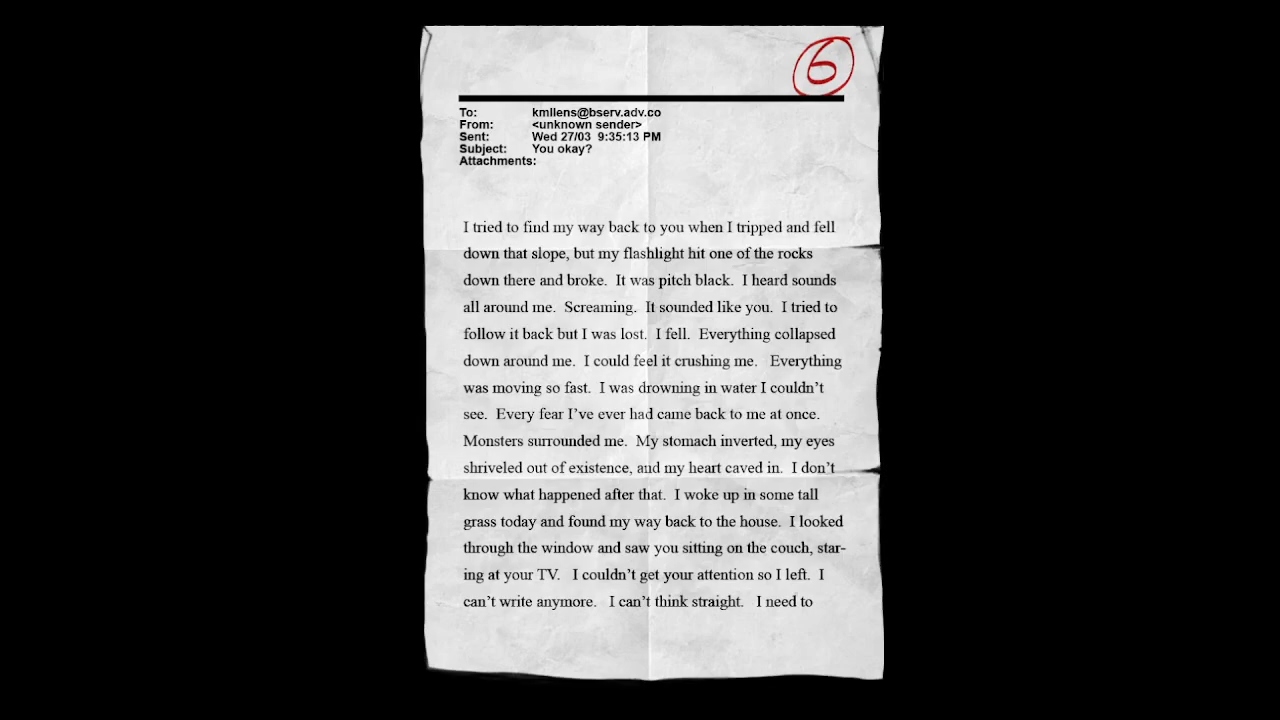 6
To: kmllens@bserv.adv.co
From: <unknown sender>
Sent: Wed 27/03 9:35:13 PM
Subject: You okay?
Attachments:
I tried to find my way back to you when I tripped and fell
down that slope, but my flashlight hit one of the rocks
down there and broke.  It was pitch black.  I heard sounds
all around me.  Screaming.  It sounded like you.  I tried to
follow it back but I was lost.  I fell.  Everything collapsed
down around me.  I could feel it crushing me.   Everything
was moving so fast.  I was drowning in water I couldn’t
see.  Every fear I’ve ever had came back to me at once.
Monsters surrounded me.  My stomach inverted, my eyes
shriveled out of existence, and my heart caved in.  I don’t
know what happened after that.  I woke up in some tall
grass today and found my way back to the house.  I looked
through the window and saw you sitting on the couch, star-
ing at your TV.   I couldn’t get your attention so I left.  I
can’t write anymore.   I can’t think straight.   I need to